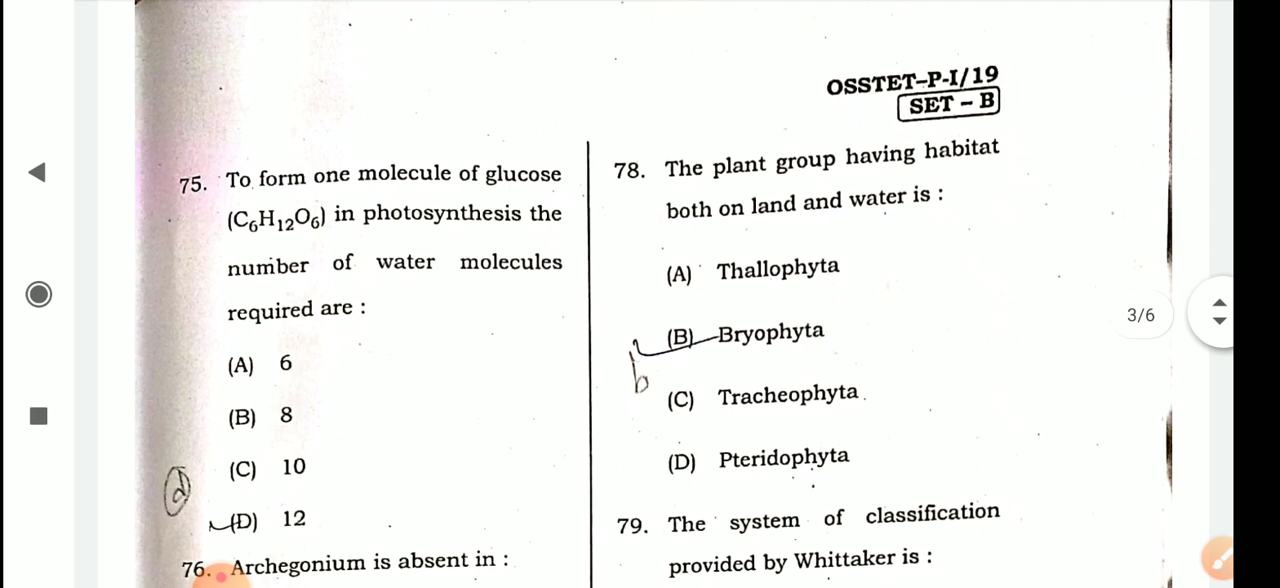 OSSTET–P-I/19
SET – B
75. To form one molecule of glucose
(C₆H₁₂O₆) in photosynthesis the
number of water molecules
required are :
(A) 6
(B) 8
(C) 10
(D) 12
d
76. Archegonium is absent in :
78. The plant group having habitat
both on land and water is :
(A) Thallophyta
(B) Bryophyta
b
(C) Tracheophyta
(D) Pteridophyta
79. The system of classification
provided by Whittaker is :
3/6